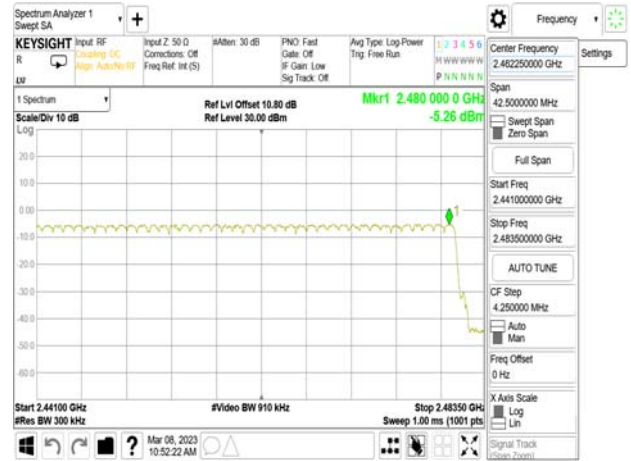 Spectrum Analyzer 1
Swept SA
Frequency
KEYSIGHT
R
LV
Input: RF
Coupling: DC
Align: Auto/No RF
Input Z: 50 Ω
Corrections: Off
Freq Ref: Int (S)
#Atten: 30 dB
PNO: Fast
Gate: Off
IF Gain: Low
Sig Track: Off
Avg Type: Log-Power
Trig: Free Run
1 2 3 4 5 6
M W W W W W
P N N N N N
Center Frequency
2.462250000 GHz
Settings
1 Spectrum
Scale/Div 10 dB
Log
Ref Lvl Offset 10.80 dB
Ref Level 30.00 dBm
Mkr1 2.480 000 0 GHz
-5.26 dBm
Span
42.5000000 MHz
Swept Span
Zero Span
Full Span
Start Freq
2.441000000 GHz
Stop Freq
2.483500000 GHz
AUTO TUNE
CF Step
4.250000 MHz
Auto
Man
Freq Offset
0 Hz
X Axis Scale
Log
Lin
Signal Track
(Span Zoom)
20.0
10.0
0.00
1
-10.0
-20.0
-30.0
-40.0
-50.0
-60.0
Start 2.44100 GHz
#Res BW 300 kHz
#Video BW 910 kHz
Stop 2.48350 GHz
Sweep 1.00 ms (1001 pts)
?
Mar 08, 2023
10:52:22 AM